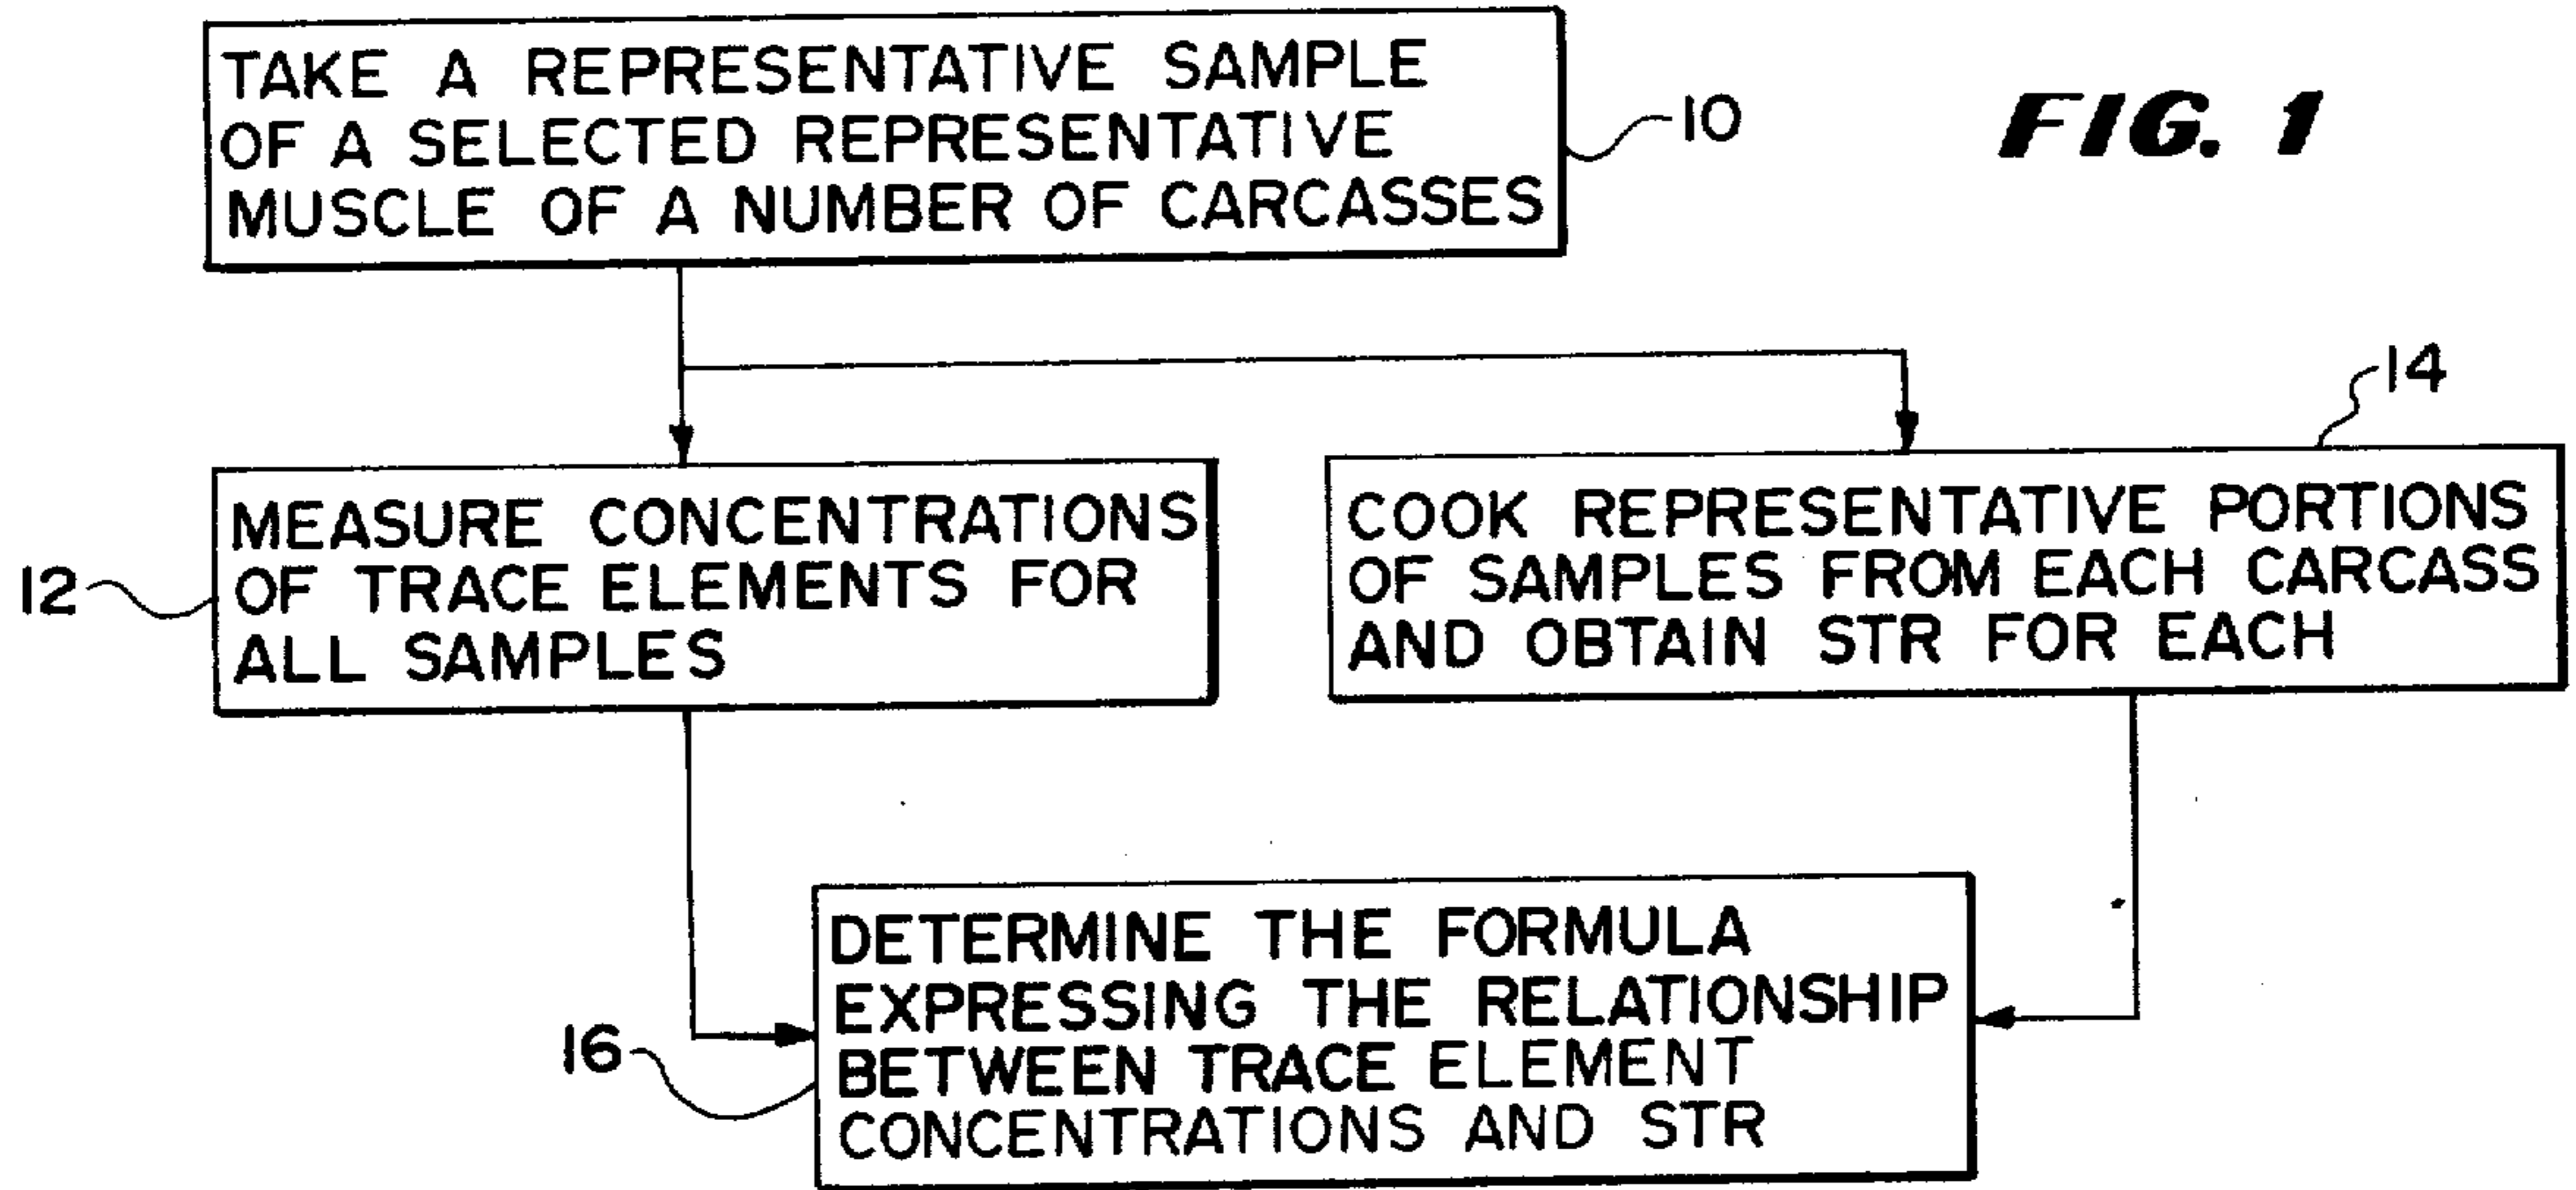 TAKE A REPRESENTATIVE SAMPLE
OF A SELECTED REPRESENTATIVE
MUSCLE OF A NUMBER OF CARCASSES
10
FIG. 1
12
MEASURE CONCENTRATIONS
OF TRACE ELEMENTS FOR
ALL SAMPLES
14
COOK REPRESENTATIVE PORTIONS
OF SAMPLES FROM EACH CARCASS
AND OBTAIN STR FOR EACH
16
DETERMINE THE FORMULA
EXPRESSING THE RELATIONSHIP
BETWEEN TRACE ELEMENT
CONCENTRATIONS AND STR